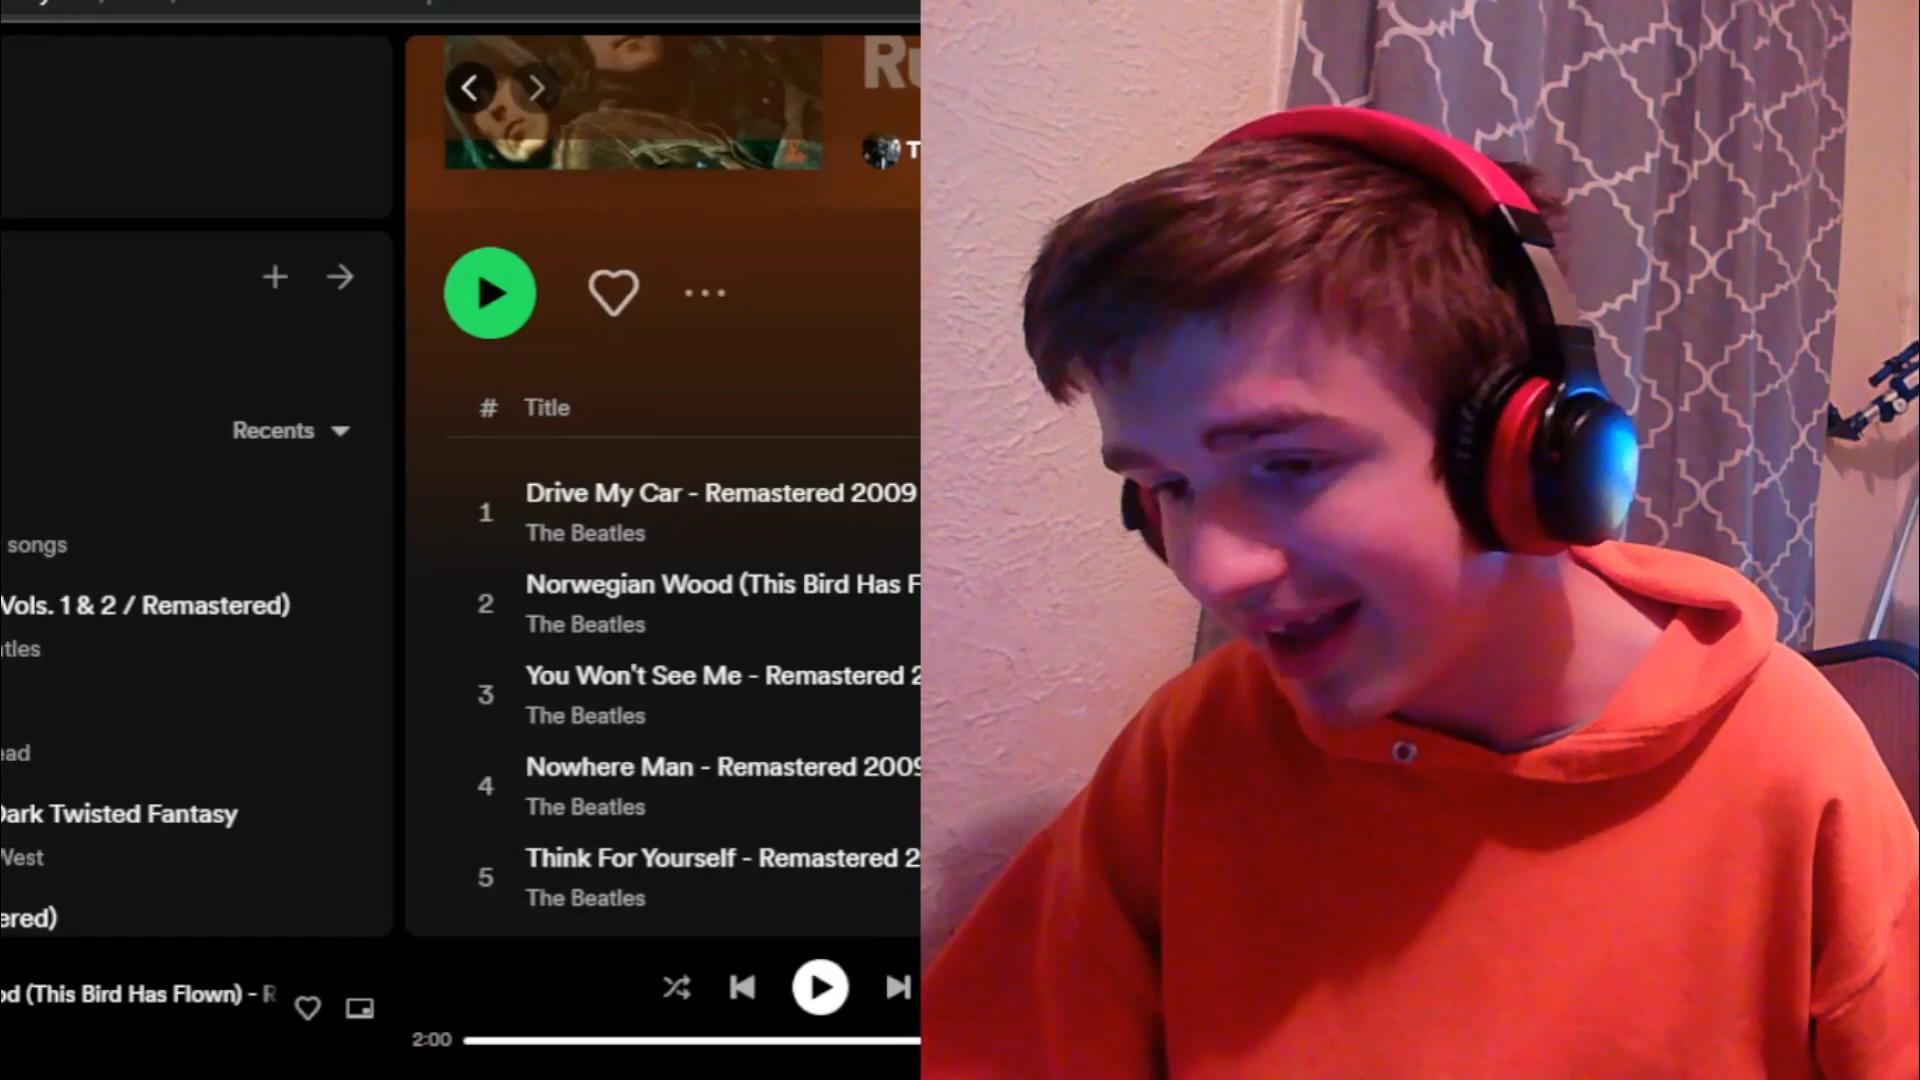 Recents
songs
Vols. 1 & 2 / Remastered)
tles
ead
Dark Twisted Fantasy
West
ered)
Ru
T
# Title
1
Drive My Car - Remastered 2009
The Beatles
2
Norwegian Wood (This Bird Has F
The Beatles
3
You Won't See Me - Remastered 2
The Beatles
4
Nowhere Man - Remastered 2009
The Beatles
5
Think For Yourself - Remastered 2
The Beatles
od (This Bird Has Flown) - R
2:00